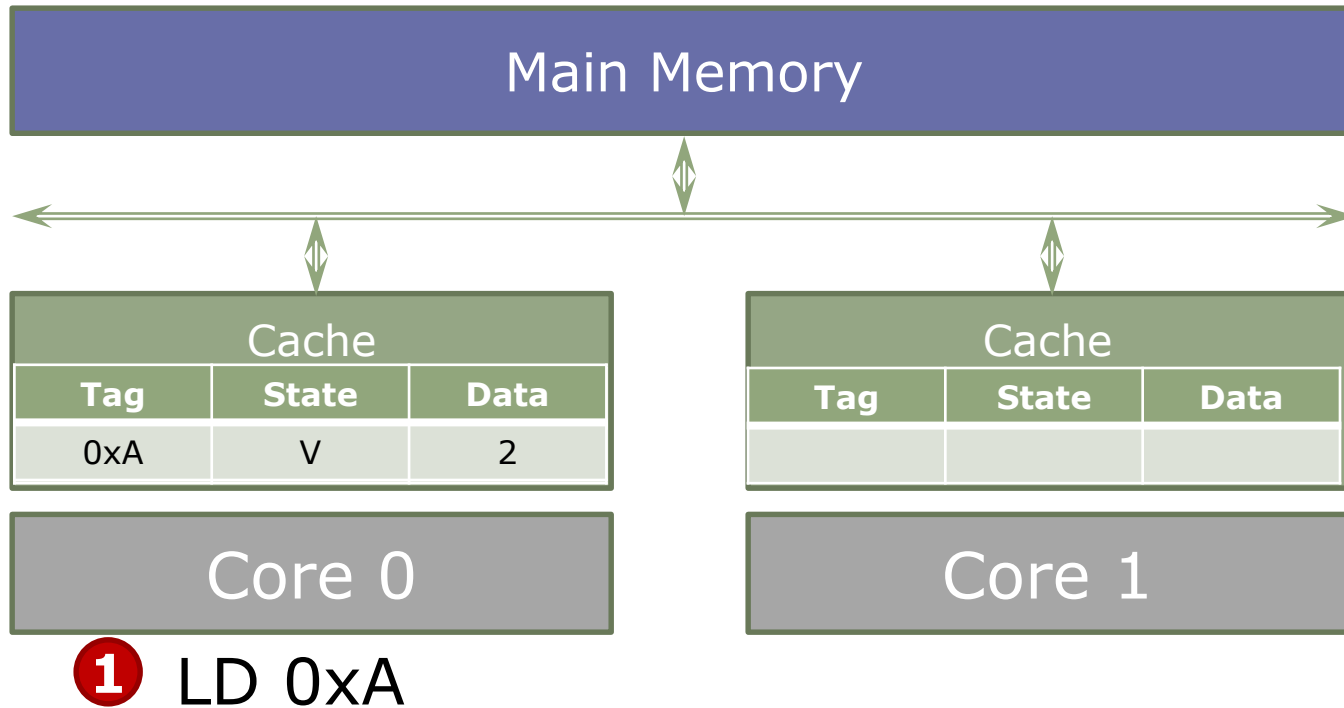 Main Memory
Cache
Tag State Data
0xA V 2
Core 0
Cache
Tag State Data
Core 1
1 LD 0xA